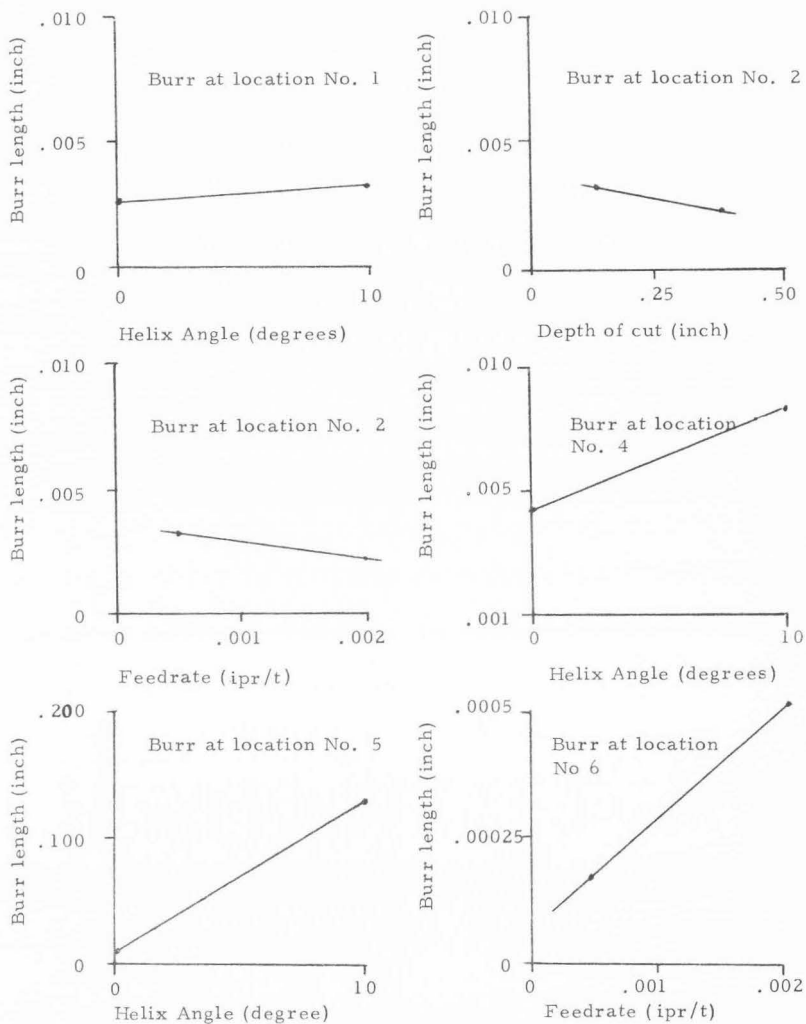 Burr length (inch)
.010
.005
0
Burr at location No. 1
0
10
Helix Angle (degrees)
Burr length (inch)
.010
.005
0
Burr at location No. 2
0
.25
.50
Depth of cut (inch)
Burr length (inch)
.010
.005
0
Burr at location No. 2
0
.001
.002
Feedrate (ipr/t)
Burr length (inch)
.010
.005
.001
Burr at location
No. 4
0
10
Helix Angle (degrees)
Burr length (inch)
.200
.100
0
Burr at location No. 5
0
10
Helix Angle (degree)
Burr length (inch)
.0005
.00025
0
Burr at location
No 6
0
.001
.002
Feedrate (ipr/t)